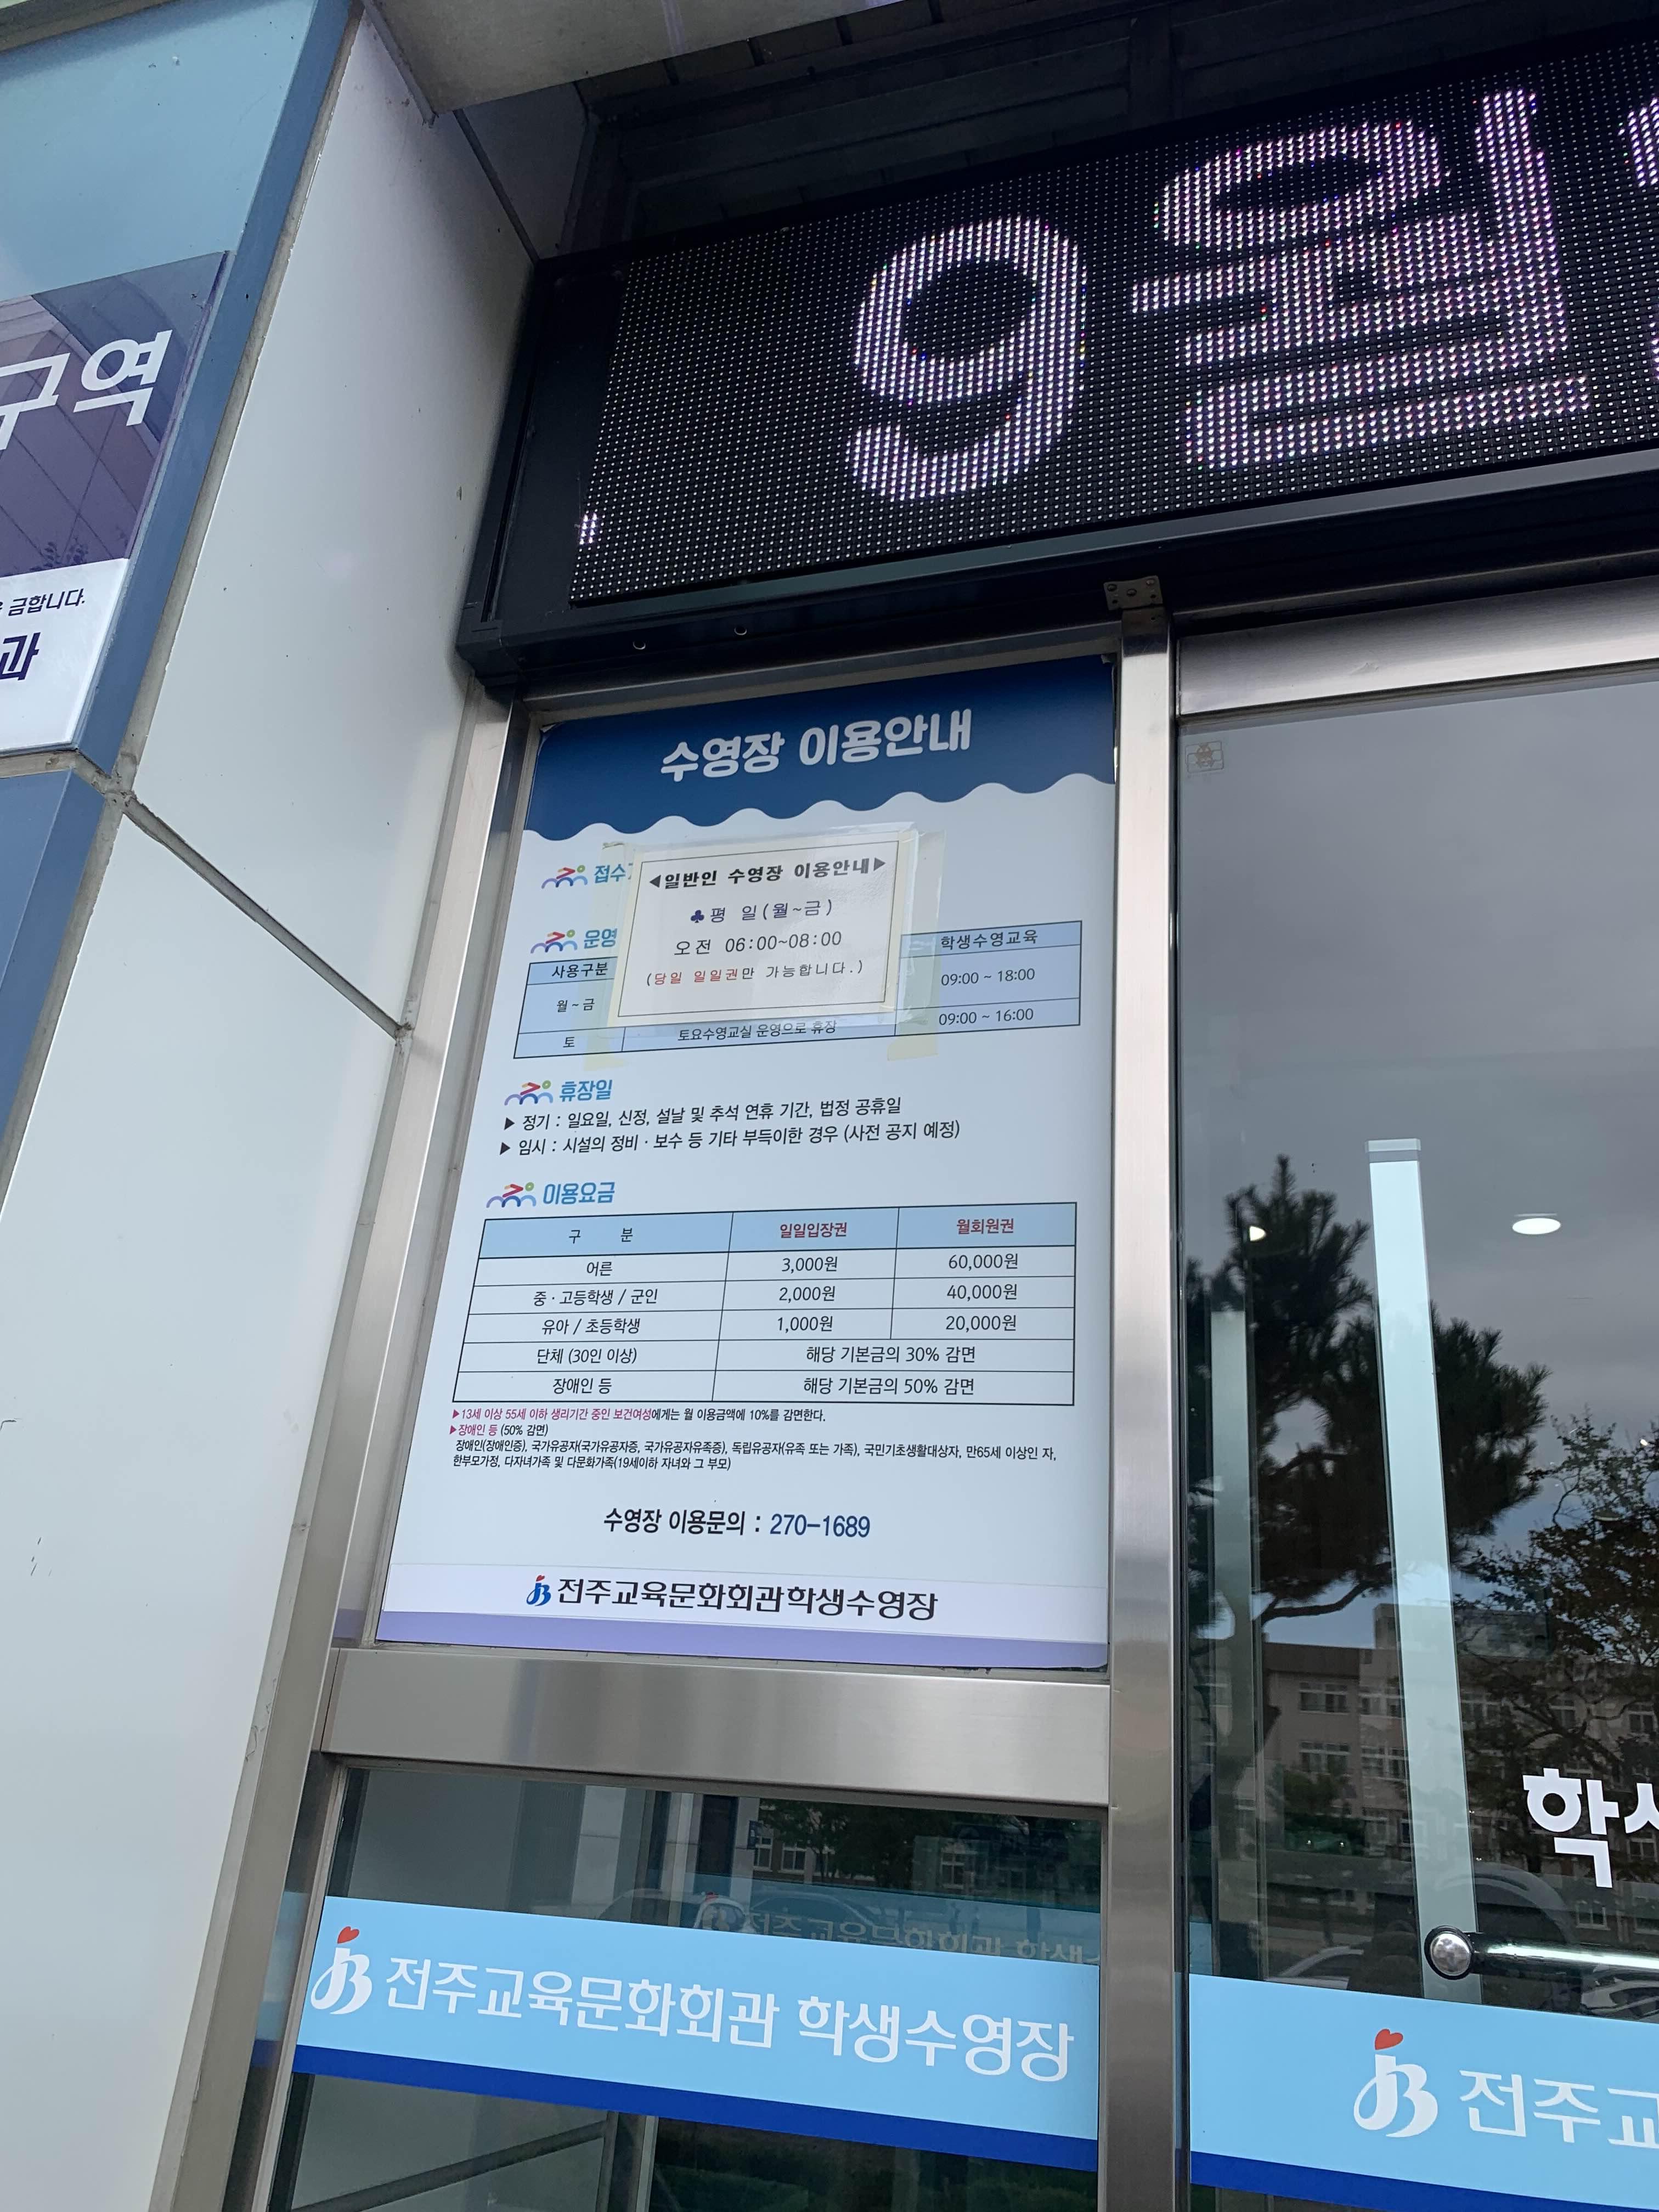 9월
구역
금합니다.
과
수영장 이용안내
접수
◀일반인 수영장 이용안내▶
♣평 일(월~금)
오전 06:00~08:00
(당일 일일권만 가능합니다.)
운영
사용구분 학생수영교육
월 ~ 금 09:00 ~ 18:00
토 토요수영교실 운영으로 휴장 09:00 ~ 16:00
휴장일
▶ 정기 : 일요일, 신정, 설날 및 추석 연휴 기간, 법정 공휴일
▶ 임시 : 시설의 정비 · 보수 등 기타 부득이한 경우 (사전 공지 예정)
이용요금
구 분 일일입장권 월회원권
어른 3,000원 60,000원
중 · 고등학생 / 군인 2,000원 40,000원
유아 / 초등학생 1,000원 20,000원
단체 (30인 이상) 해당 기본금의 30% 감면
장애인 등 해당 기본금의 50% 감면
▶13세 이상 55세 이하 생리기간 중인 보건여성에게는 월 이용금액에 10%를 감면한다.
▶장애인 등 (50% 감면)
장애인(장애인증), 국가유공자(국가유공자증, 국가유공자유족증), 독립유공자(유족 또는 가족), 국민기초생활대상자, 만65세 이상인 자,
한부모가정, 다자녀가족 및 다문화가족(19세이하 자녀와 그 부모)
수영장 이용문의 : 270-1689
JB 전주교육문화회관학생수영장
학
JB 전주교육문화회관 학생수영장
JB 전주교